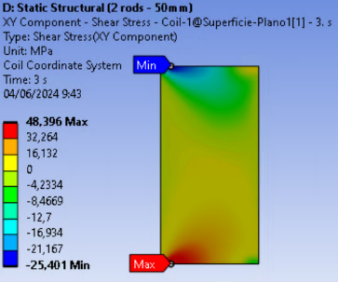 D: Static Structural (2 rods - 50mm)
XY Component - Shear Stress - Coil-1@Superficie-Plano1[1] - 3. s
Type: Shear Stress(XY Component)
Unit: MPa
Coil Coordinate System
Time: 3 s
04/06/2024 9:43
Min
48,396 Max
32,264
16,132
0
-4,2334
-8,4669
-12,7
-16,934
-21,167
-25,401 Min
Max